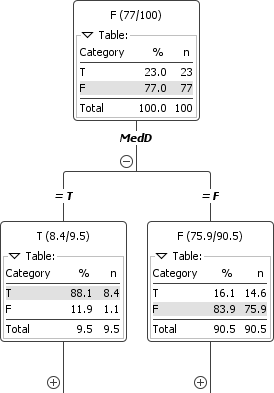 F (77/100)
Table:
Category % n
T 23.0 23
F 77.0 77
Total 100.0 100
MedD
= T
= F
T (8.4/9.5)
Table:
Category % n
T 88.1 8.4
F 11.9 1.1
Total 9.5 9.5
F (75.9/90.5)
Table:
Category % n
T 16.1 14.6
F 83.9 75.9
Total 90.5 90.5